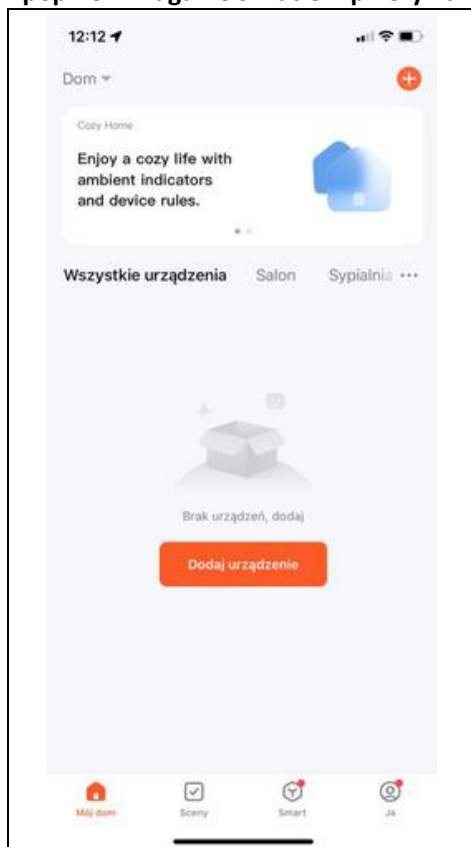 12:12
Dom
Cozy Home
Enjoy a cozy life with
ambient indicators
and device rules.
Wszystkie urządzenia Salon Sypialnia
Brak urządzeń, dodaj
Dodaj urządzenie
Mój dom Sceny Smart Ja